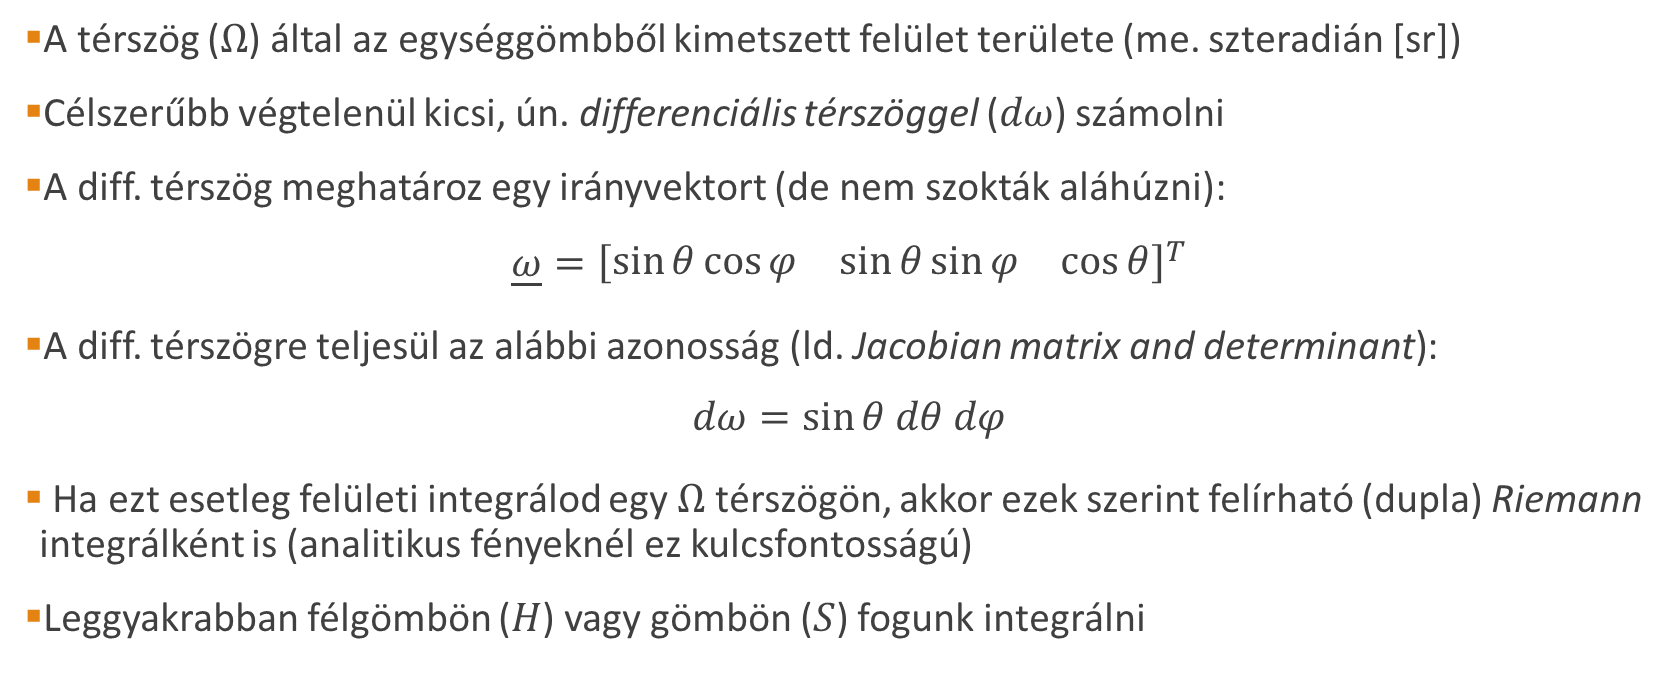 ▪A térszög (Ω) által az egységgömbből kimetszett felület területe (me. szteradián [sr])
▪Célszerűbb végtelenül kicsi, ún. differenciális térszöggel (dω) számolni
▪A diff. térszög meghatároz egy irányvektort (de nem szokták aláhúzni):
ω = [sin θ cos φ sin θ sin φ cos θ]ᵀ
▪A diff. térszögre teljesül az alábbi azonosság (ld. Jacobian matrix and determinant):
dω = sin θ dθ dφ
▪ Ha ezt esetleg felületi integrálod egy Ω térszögön, akkor ezek szerint felírható (dupla) Riemann
integrálként is (analitikus fényeknél ez kulcsfontosságú)
▪Leggyakrabban félgömbön (H) vagy gömbön (S) fogunk integrálni